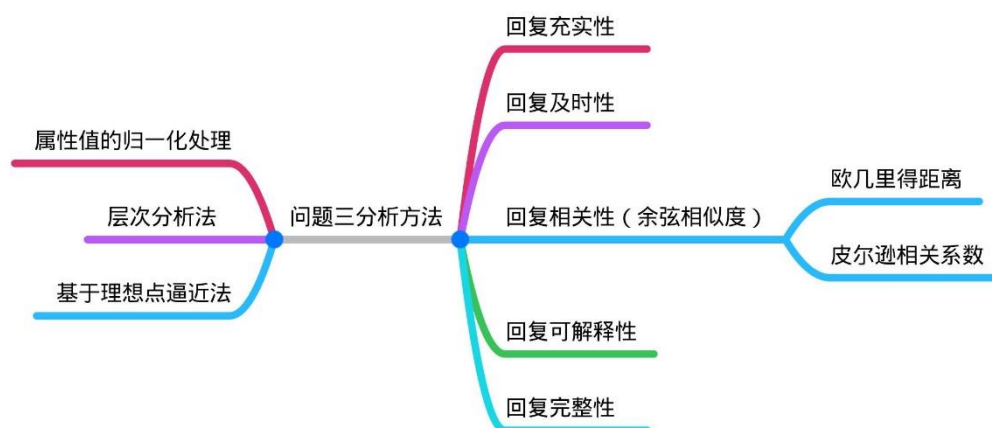 属性值的归一化处理
层次分析法
基于理想点逼近法
问题三分析方法
回复充实性
回复及时性
回复相关性（余弦相似度）
欧几里得距离
皮尔逊相关系数
回复可解释性
回复完整性